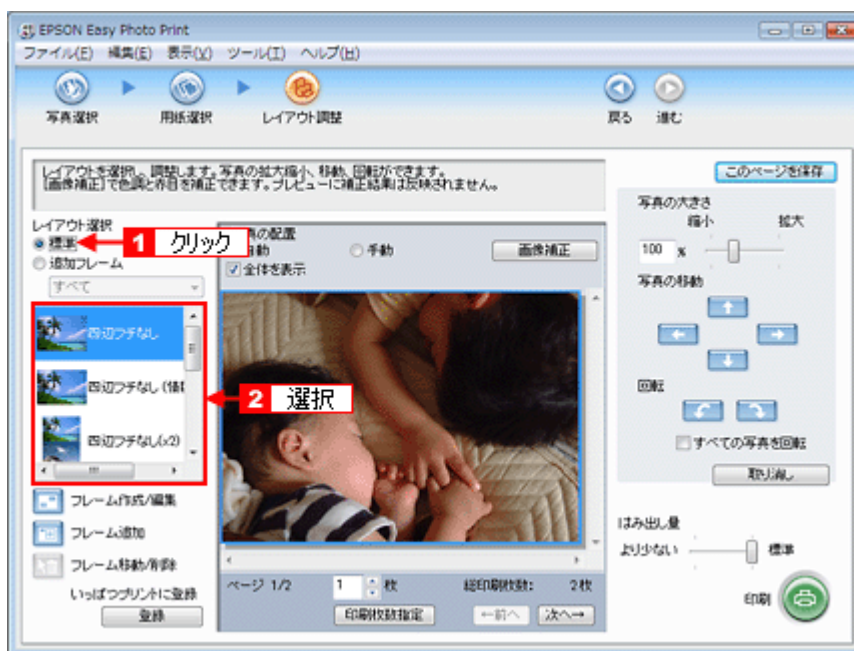 EPSON Easy Photo Print
ファイル(F) 編集(E) 表示(V) ツール(T) ヘルプ(H)
写真選択 用紙選択 レイアウト調整 戻る 進む
レイアウトを選択し、調整します。写真の拡大縮小、移動、回転ができます。
[画像補正]で色調と赤目を補正できます。プレビューに補正結果は反映されません。
このページを保存
レイアウト選択
標準
1 クリック
追加フレーム
すべて
四辺フチなし
四辺フチなし
四辺フチなし(x2)
2 選択
フレーム作成/編集
フレーム追加
フレーム移動/削除
いっぱつプリントに登録
登録
の配置
手動
画像補正
全体を表示
ページ 1/2 1 枚 総印刷枚数: 2枚
印刷枚数指定 ←前へ 次へ→
写真の大きさ
縮小 拡大
100 %
写真の移動
回転
すべての写真を回転
取り消し
はみ出し量
より少ない 標準
印刷